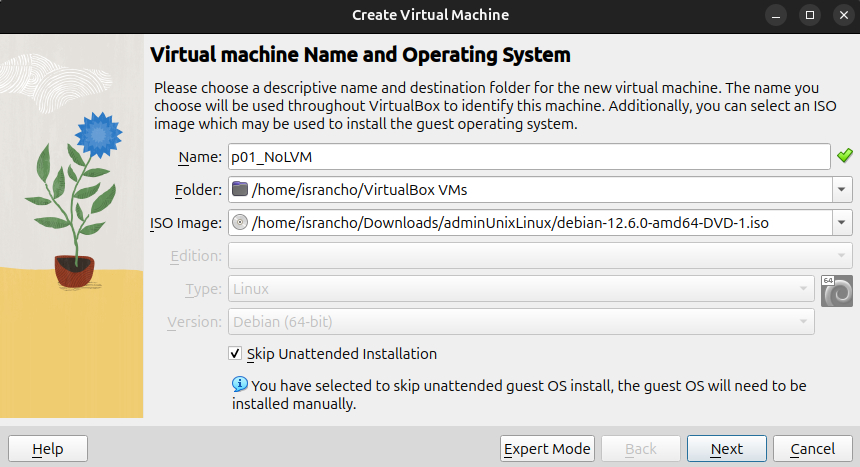 Create Virtual Machine
Virtual machine Name and Operating System
Please choose a descriptive name and destination folder for the new virtual machine. The name you
choose will be used throughout VirtualBox to identify this machine. Additionally, you can select an ISO
image which may be used to install the guest operating system.
Name: p01_NoLVM
Folder: /home/israncho/VirtualBox VMs
ISO Image: /home/israncho/Downloads/adminUnixLinux/debian-12.6.0-amd64-DVD-1.iso
Edition:
Type: Linux 64
Version: Debian (64-bit)
Skip Unattended Installation
You have selected to skip unattended guest OS install, the guest OS will need to be
installed manually.
Help Expert Mode Back Next Cancel